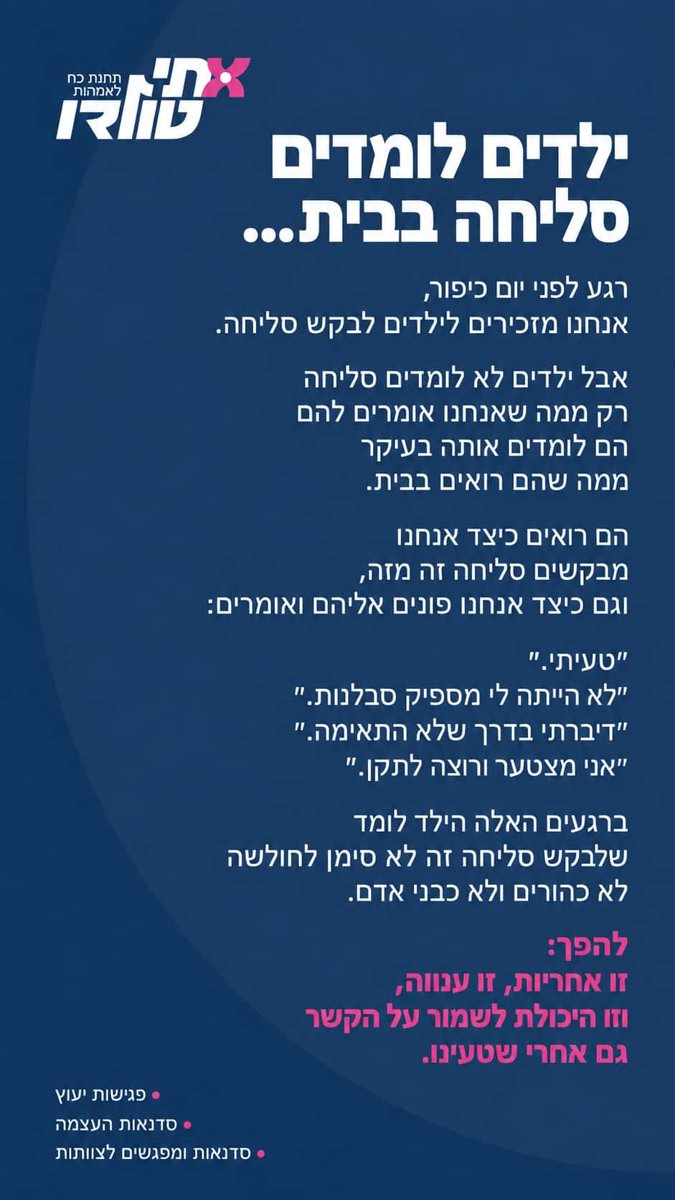 אתי
טולדו
תחנת כח
לאמהות
ילדים לומדים
סליחה בבית...
רגע לפני יום כיפור,
אנחנו מזכירים לילדים לבקש סליחה.
אבל ילדים לא לומדים סליחה
רק ממה שאנחנו אומרים להם
הם לומדים אותה בעיקר
ממה שהם רואים בבית.
הם רואים כיצד אנחנו
מבקשים סליחה זה מזה,
וגם כיצד אנחנו פונים אליהם ואומרים:
"טעיתי."
"לא הייתה לי מספיק סבלנות."
"דיברתי בדרך שלא התאימה."
"אני מצטער ורוצה לתקן."
ברגעים האלה הילד לומד
שלבקש סליחה זה לא סימן לחולשה
לא כהורים ולא כבני אדם.
להפך:
זו אחריות, זו ענווה,
וזו היכולת לשמור על הקשר
גם אחרי שטעינו.
• פגישות יעוץ
• סדנאות העצמה
• סדנאות ומפגשים לצוותות